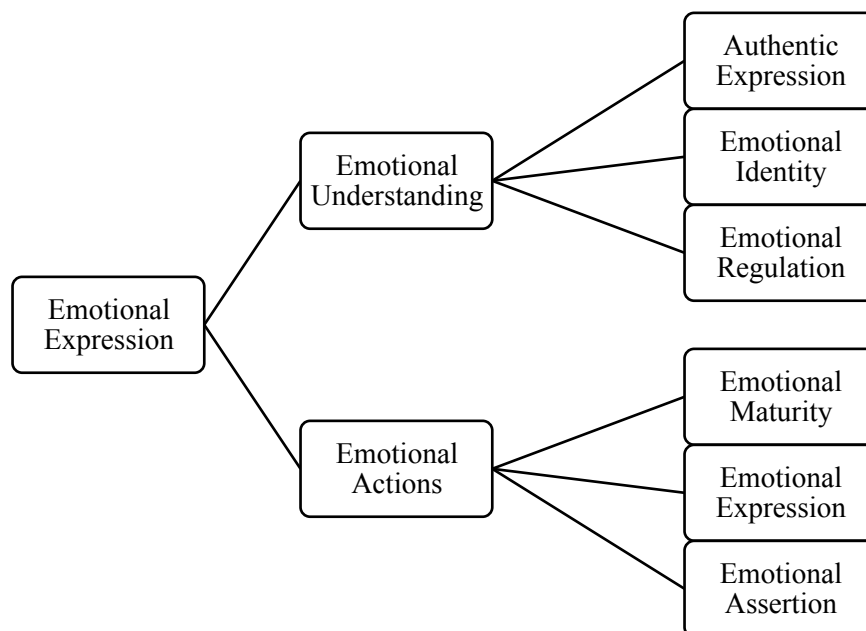 Authentic
Expression
Emotional
Identity
Emotional
Understanding
Emotional
Regulation
Emotional
Expression
Emotional
Maturity
Emotional
Actions
Emotional
Expression
Emotional
Assertion